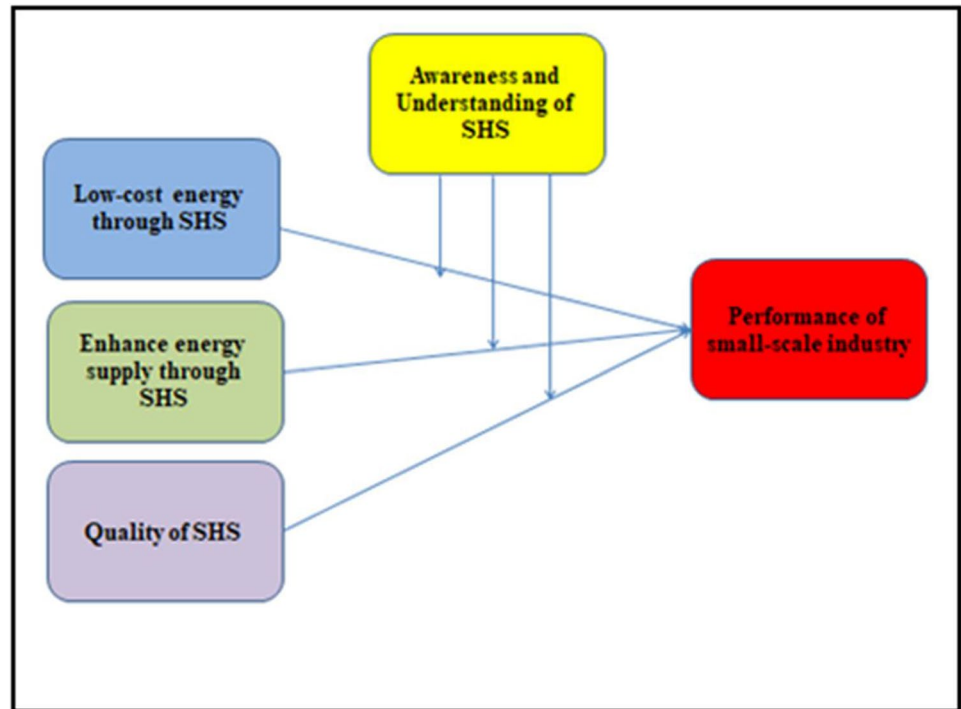 Awareness and
Understanding of
SHS
Low-cost energy
through SHS
Enhance energy
supply through
SHS
Quality of SHS
Performance of
small-scale industry